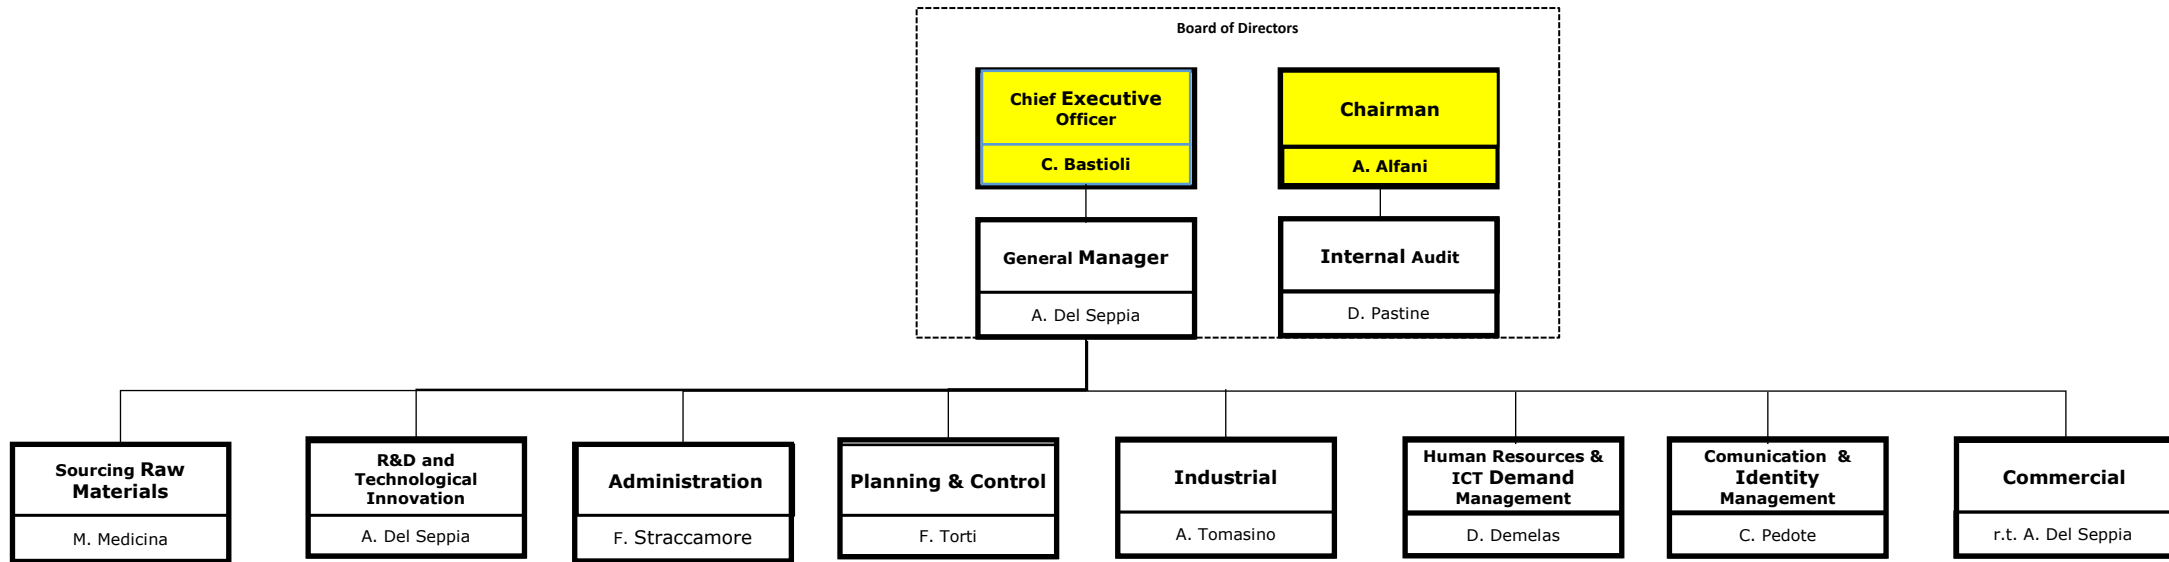 Board of Directors
Chief Executive
Officer
C. Bastioli
Chairman
A. Alfani
General Manager
A. Del Seppia
Internal Audit
D. Pastine
Sourcing Raw
Materials
M. Medicina
R&D and
Technological
Innovation
A. Del Seppia
Administration
F. Straccamore
Planning & Control
F. Torti
Industrial
A. Tomasino
Human Resources &
ICT Demand
Management
D. Demelas
Comunication &
Identity
Management
C. Pedote
Commercial
r.t. A. Del Seppia